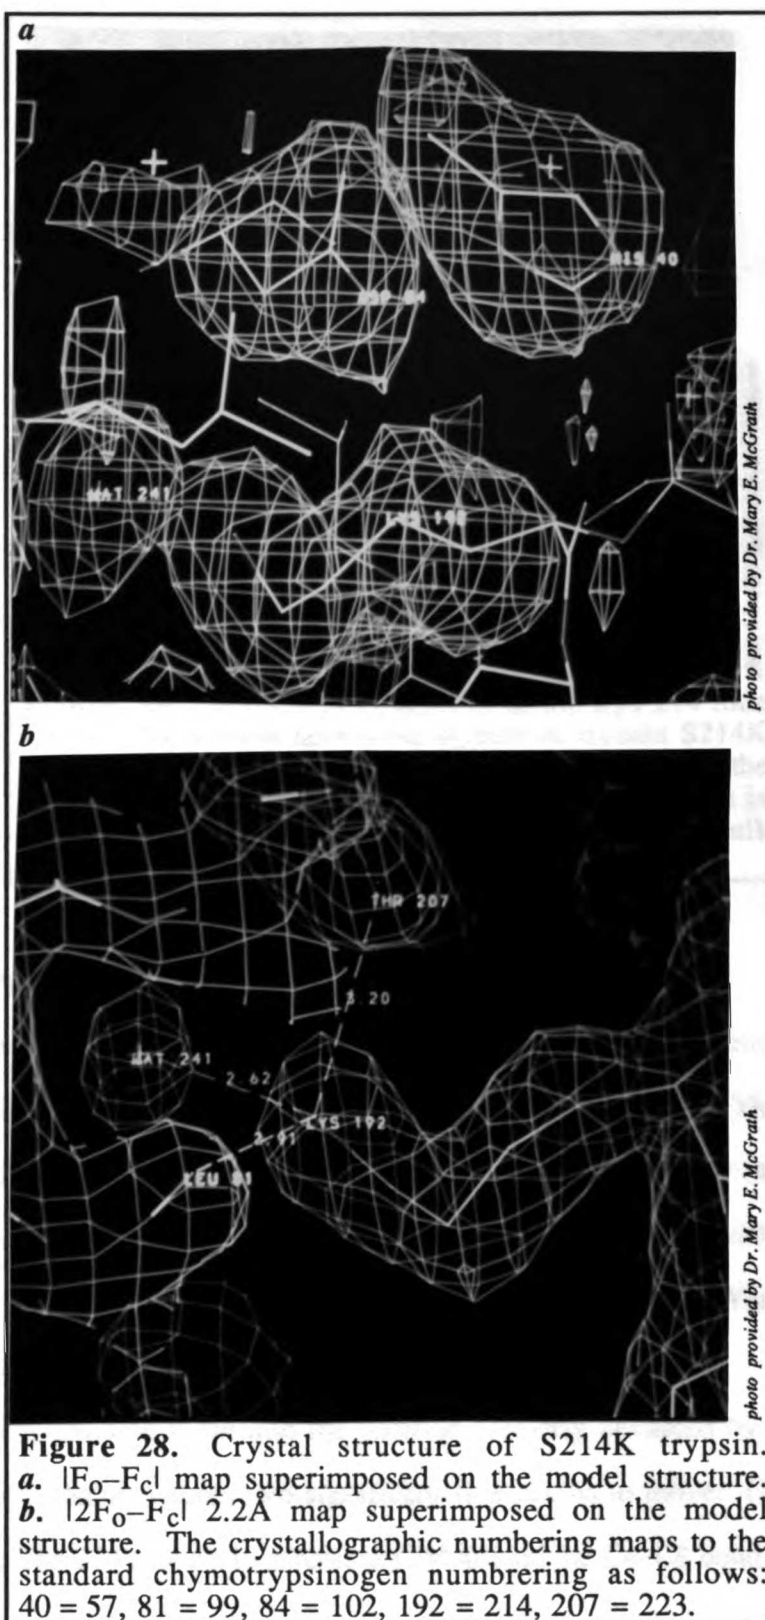 a
HIS 40
ASP 84
WAT 241
LYS 192
photo provided by Dr. Mary E. McGrath
b
THR 207
3.20
WAT 241
2.62
LYS 192
2.91
LEU 81
photo provided by Dr. Mary E. McGrath
Figure 28. Crystal structure of S214K trypsin.
a. |Fo–Fc| map superimposed on the model structure.
b. |2Fo–Fc| 2.2Å map superimposed on the model
structure. The crystallographic numbering maps to the
standard chymotrypsinogen numbrering as follows:
40 = 57, 81 = 99, 84 = 102, 192 = 214, 207 = 223.